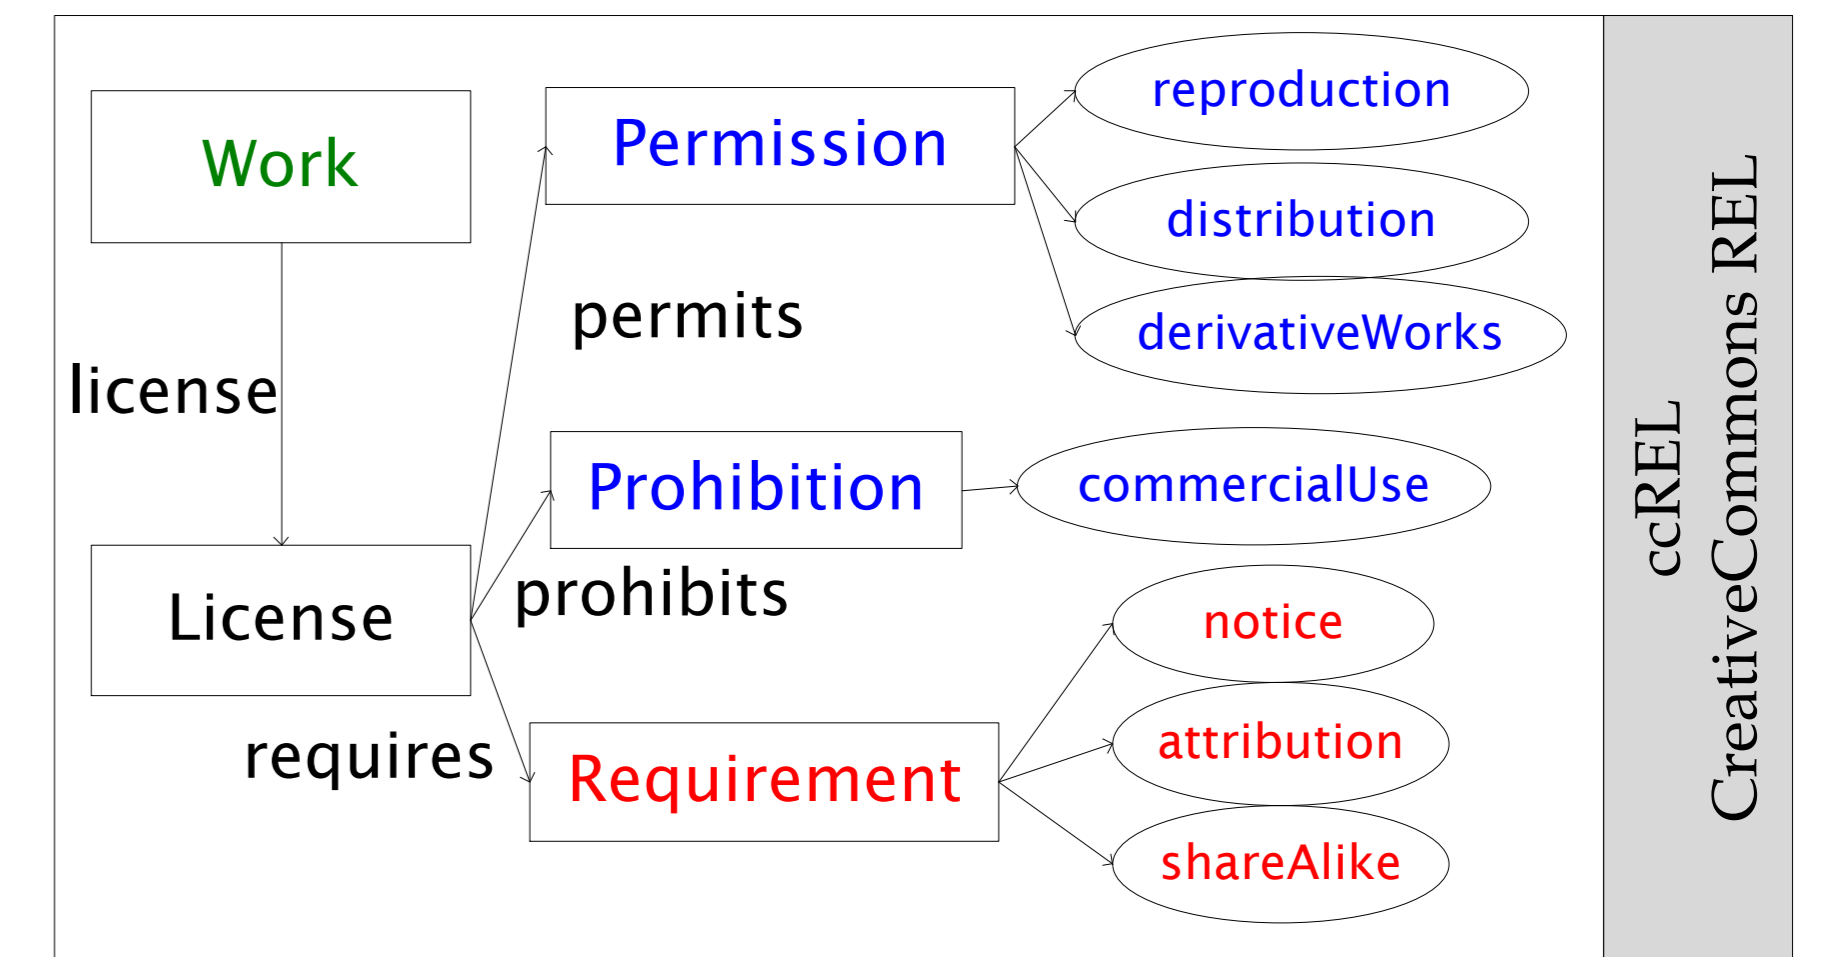 Work
license
License
Permission
permits
reproduction
distribution
derivativeWorks
Prohibition
prohibits
commercialUse
requires
Requirement
notice
attribution
shareAlike
ccREL
CreativeCommons REL